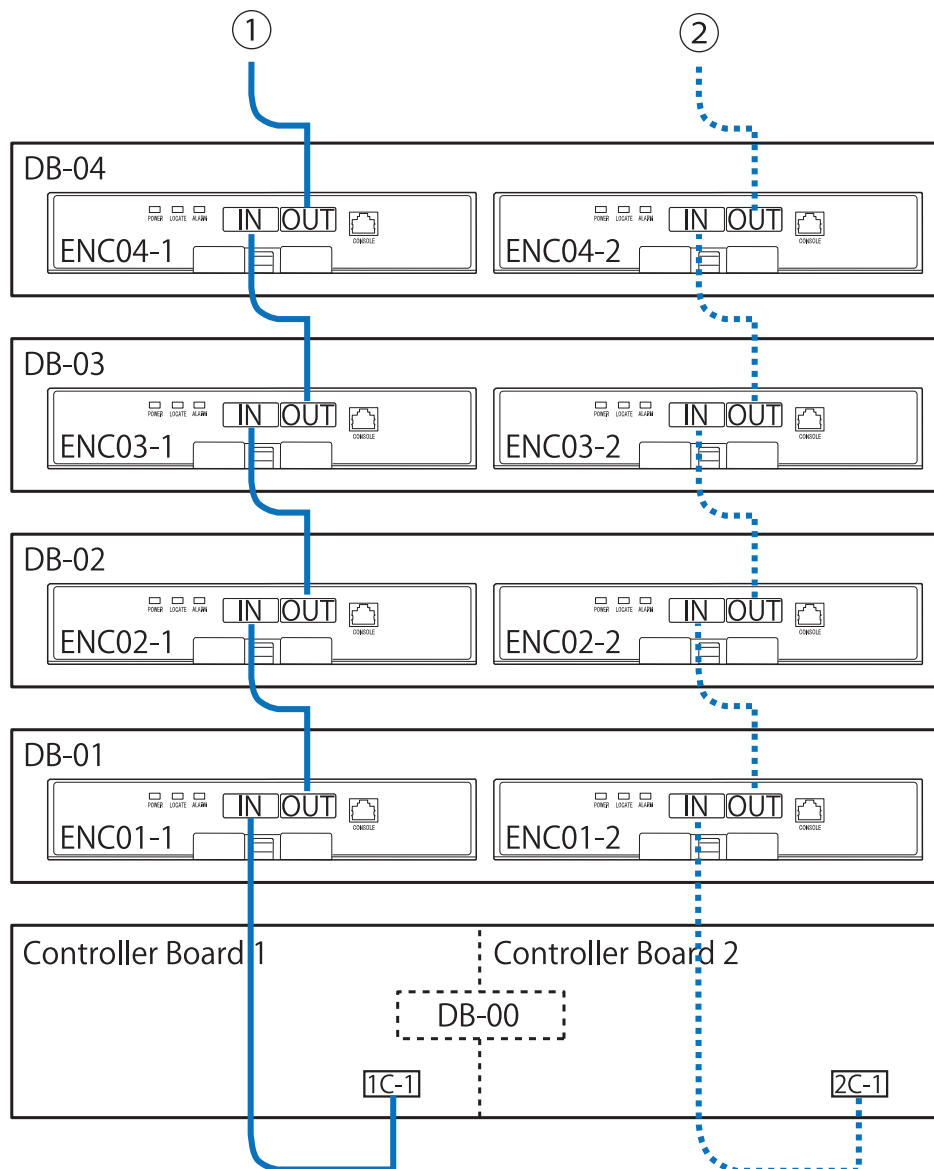 ① ②
DB-04
POWER LOCATE ALARM IN OUT CONSOLE ENC04-1
POWER LOCATE ALARM IN OUT CONSOLE ENC04-2
DB-03
POWER LOCATE ALARM IN OUT CONSOLE ENC03-1
POWER LOCATE ALARM IN OUT CONSOLE ENC03-2
DB-02
POWER LOCATE ALARM IN OUT CONSOLE ENC02-1
POWER LOCATE ALARM IN OUT CONSOLE ENC02-2
DB-01
POWER LOCATE ALARM IN OUT CONSOLE ENC01-1
POWER LOCATE ALARM IN OUT CONSOLE ENC01-2
Controller Board 1 Controller Board 2
DB-00
1C-1 2C-1